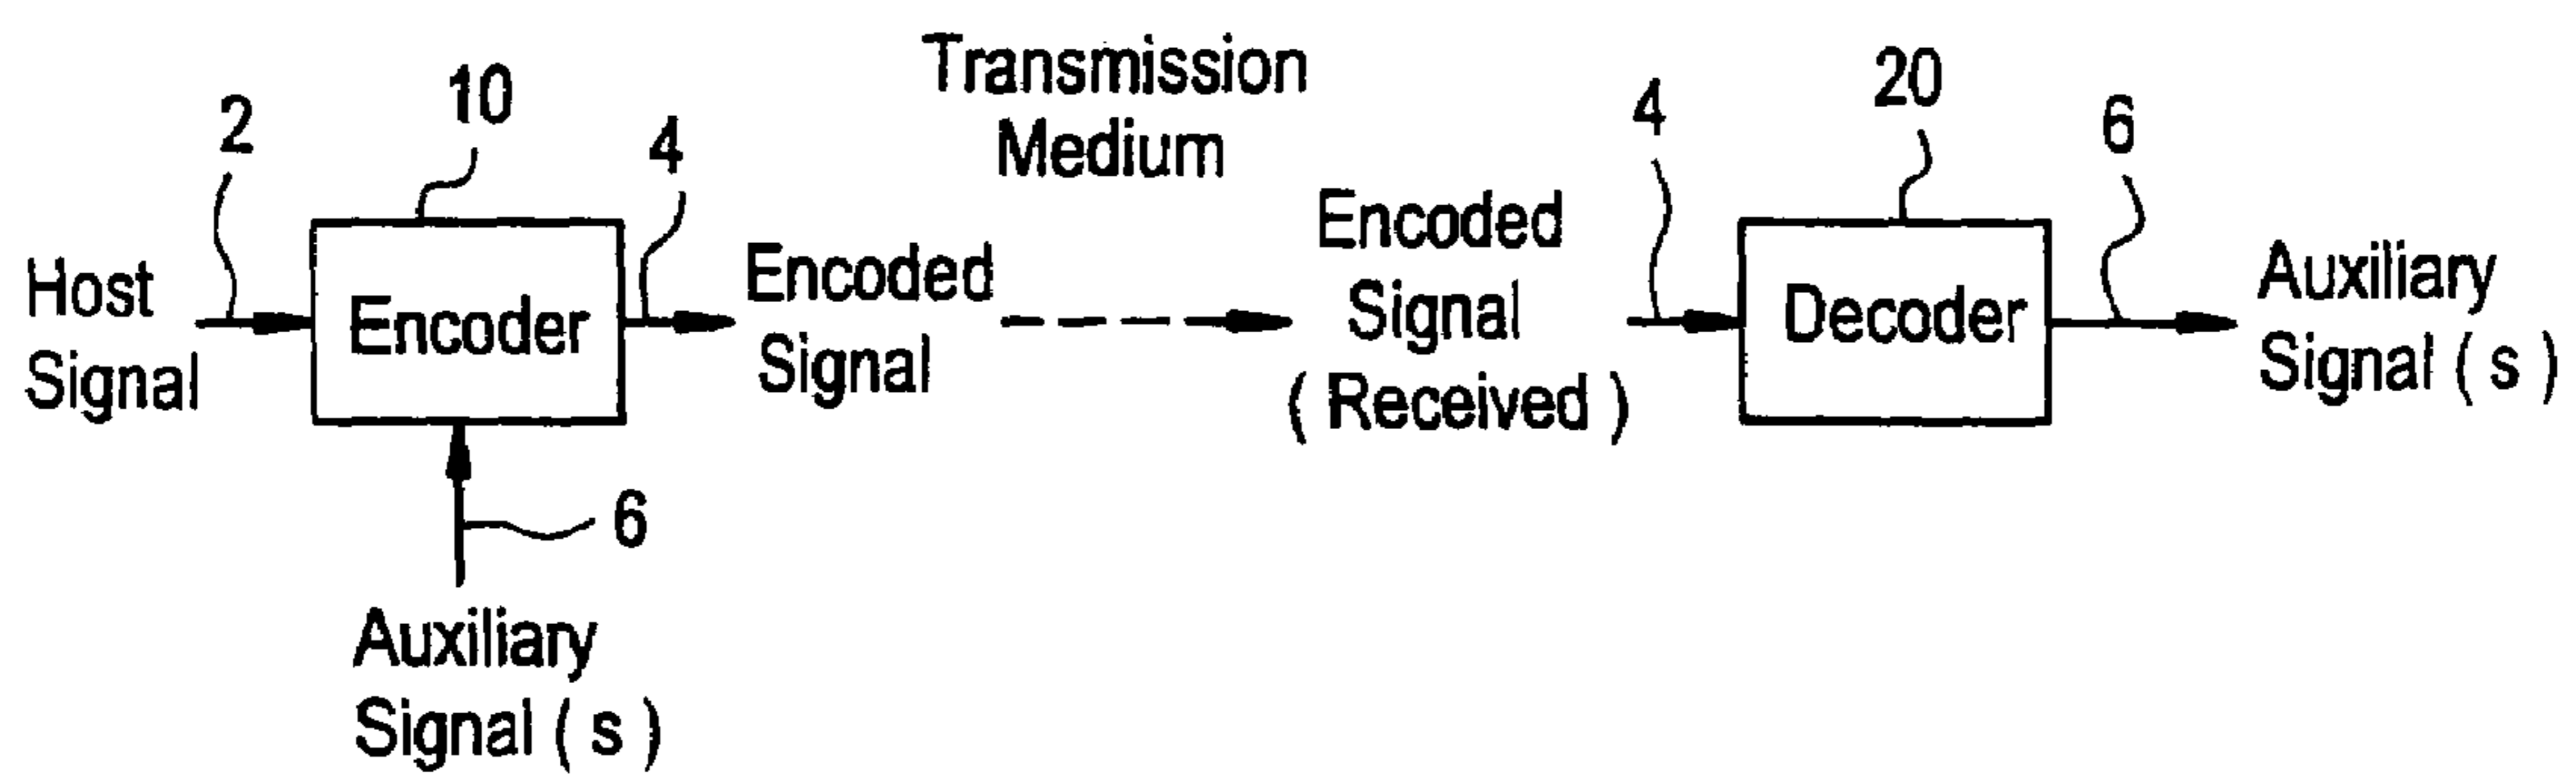 2
10
4
Transmission
Medium
4
20
6
Host
Signal
Encoder
Encoded
Signal
Encoded
Signal
( Received )
Decoder
Auxiliary
Signal ( s )
6
Auxiliary
Signal ( s )